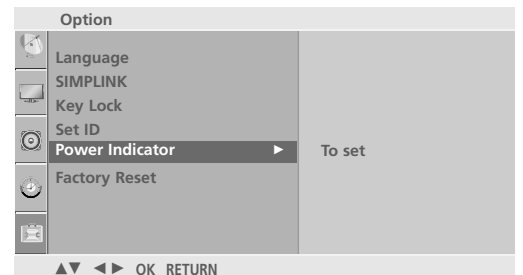 Option
Language
SIMPLINK
Key Lock
Set ID
Power Indicator ► To set
Factory Reset
▲▼ ◄► OK RETURN